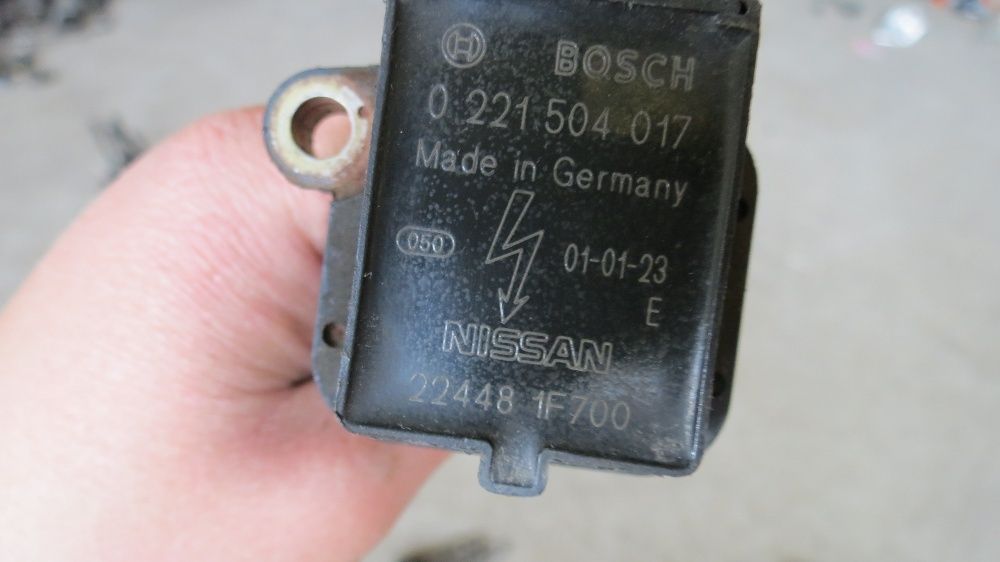 BOSCH
0 221 504 017
Made in Germany
050
01-01-23
E
NISSAN
22448 1F700